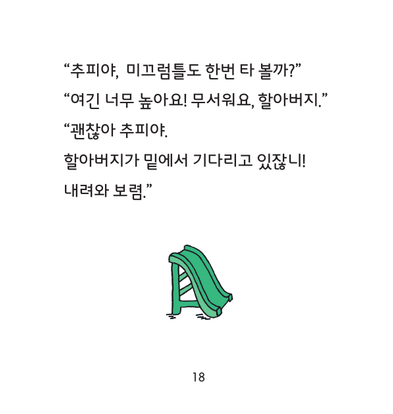 “추피야, 미끄럼틀도 한번 타 볼까?”
“여긴 너무 높아요! 무서워요, 할아버지.”
“괜찮아 추피야.
할아버지가 밑에서 기다리고 있잖니!
내려와 보렴.”
18